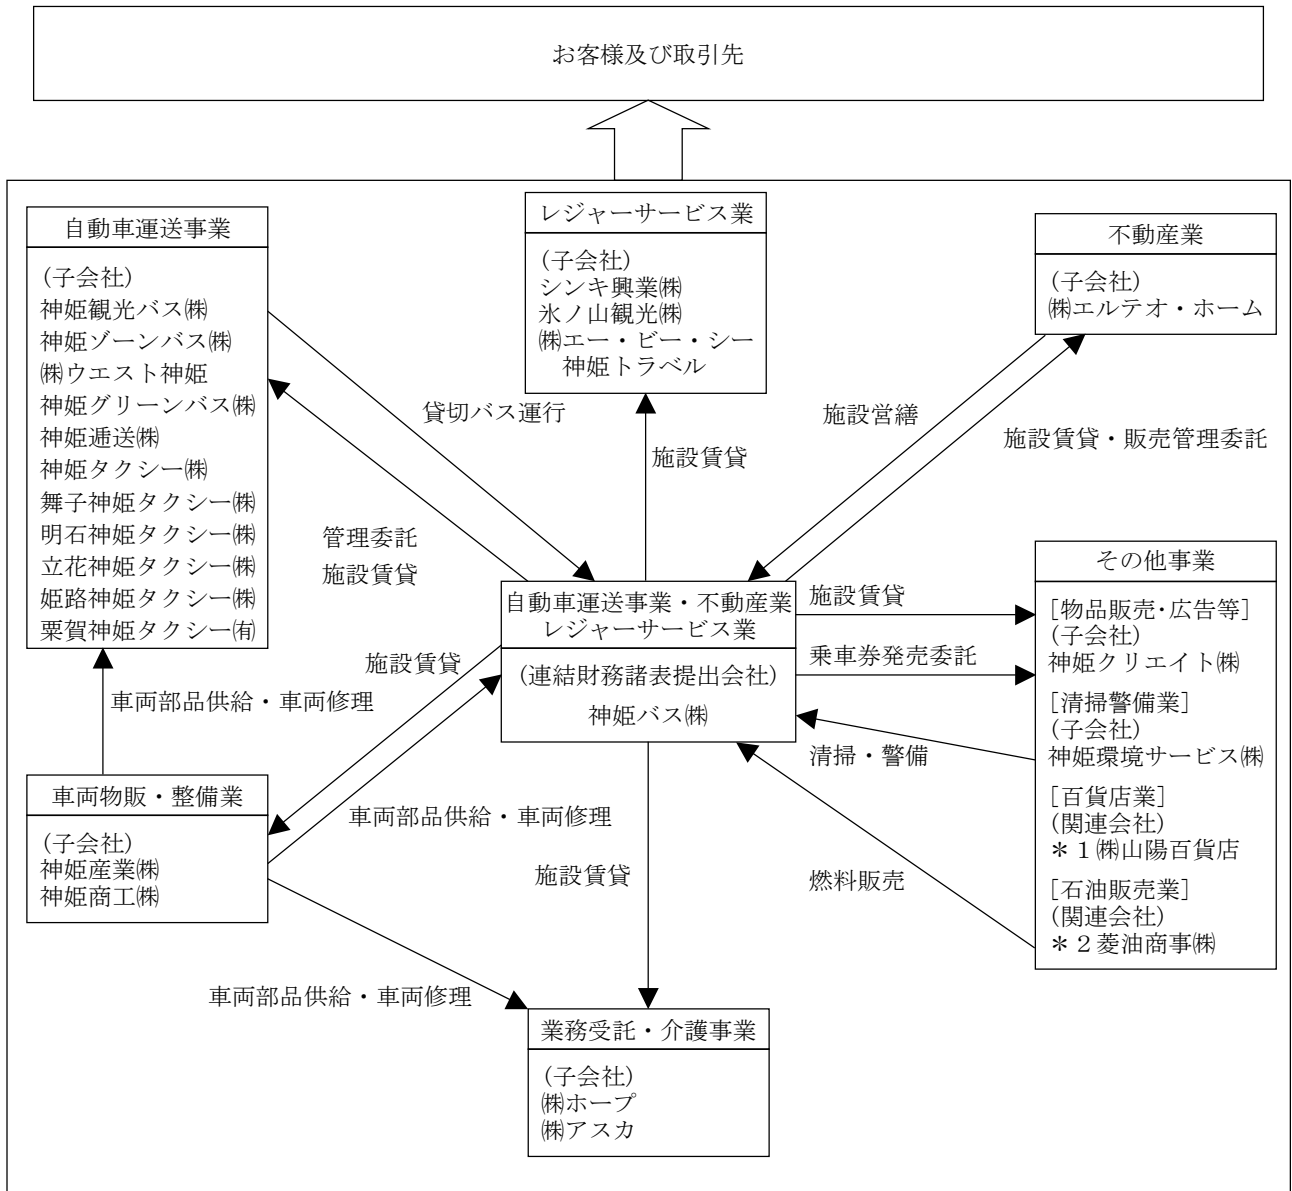 お客様及び取引先
自動車運送事業
(子会社)
神姫観光バス㈱
神姫ゾーンバス㈱
㈱ウエスト神姫
神姫グリーンバス㈱
神姫逓送㈱
神姫タクシー㈱
舞子神姫タクシー㈱
明石神姫タクシー㈱
立花神姫タクシー㈱
姫路神姫タクシー㈱
粟賀神姫タクシー㈲
レジャーサービス業
(子会社)
シンキ興業㈱
氷ノ山観光㈱
㈱エー・ビー・シー
神姫トラベル
不動産業
(子会社)
㈱エルテオ・ホーム
貸切バス運行
施設賃貸
施設営繕
施設賃貸・販売管理委託
管理委託
施設賃貸
自動車運送事業・不動産業
レジャーサービス業
(連結財務諸表提出会社)
神姫バス㈱
施設賃貸
乗車券発売委託
清掃・警備
燃料販売
その他事業
[物品販売・広告等]
(子会社)
神姫クリエイト㈱
[清掃警備業]
(子会社)
神姫環境サービス㈱
[百貨店業]
(関連会社)
＊１㈱山陽百貨店
[石油販売業]
(関連会社)
＊２菱油商事㈱
施設賃貸
車両部品供給・車両修理
車両物販・整備業
(子会社)
神姫産業㈱
神姫商工㈱
車両部品供給・車両修理
施設賃貸
車両部品供給・車両修理
業務受託・介護事業
(子会社)
㈱ホープ
㈱アスカ